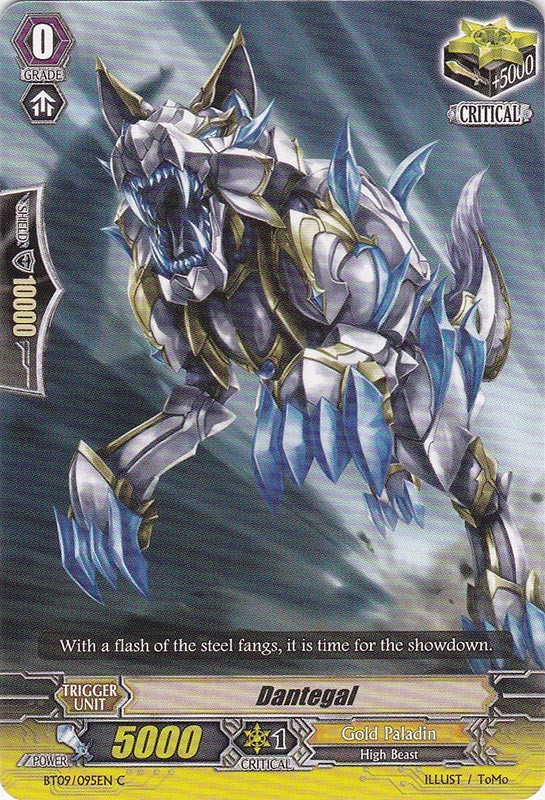 0
GRADE
+5000
CRITICAL
SHIELD
10000
With a flash of the steel fangs, it is time for the showdown.
TRIGGER
UNIT
Dantegal
POWER
5000
1
CRITICAL
Gold Paladin
High Beast
BT09/095EN C
ILLUST / ToMo